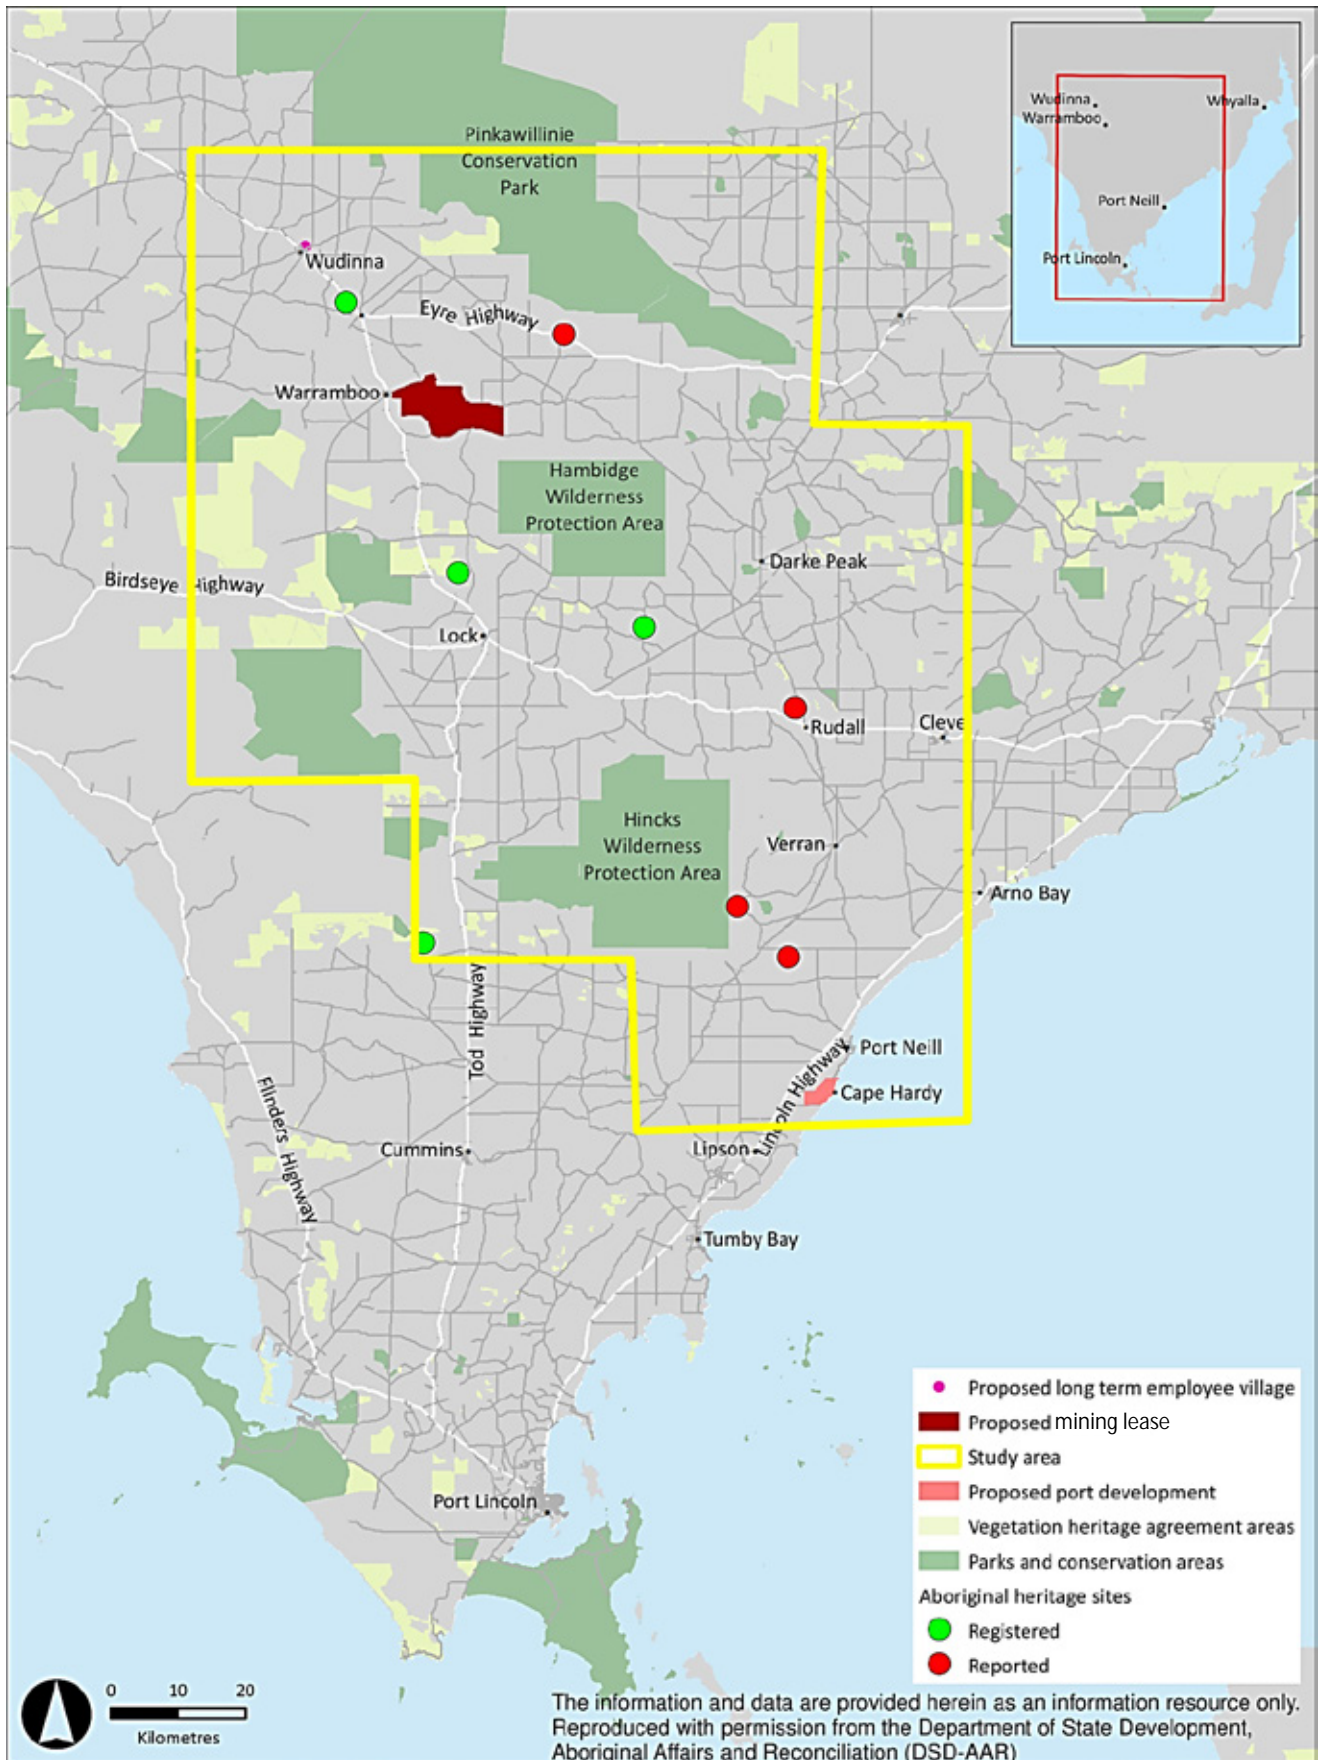 Pinkawillinie
Conservation
Park
Wudinna
Eyre Highway
Warramboo
Hambidge
Wilderness
Protection Area
Darke Peak
Birdseye Highway
Lock
Rudall
Cleve
Hincks
Wilderness
Protection Area
Verran
Arno Bay
Tod Highway
Port Neill
Lincoln Highway
Cape Hardy
Flinders Highway
Cummins
Lipson
Tumby Bay
Port Lincoln
Wudinna
Warramboo
Whyalla
Port Neill
Port Lincoln
Proposed long term employee village
Proposed mining lease
Study area
Proposed port development
Vegetation heritage agreement areas
Parks and conservation areas
Aboriginal heritage sites
Registered
Reported
0 10 20
Kilometres
The information and data are provided herein as an information resource only.
Reproduced with permission from the Department of State Development,
Aboriginal Affairs and Reconciliation (DSD-AAR)